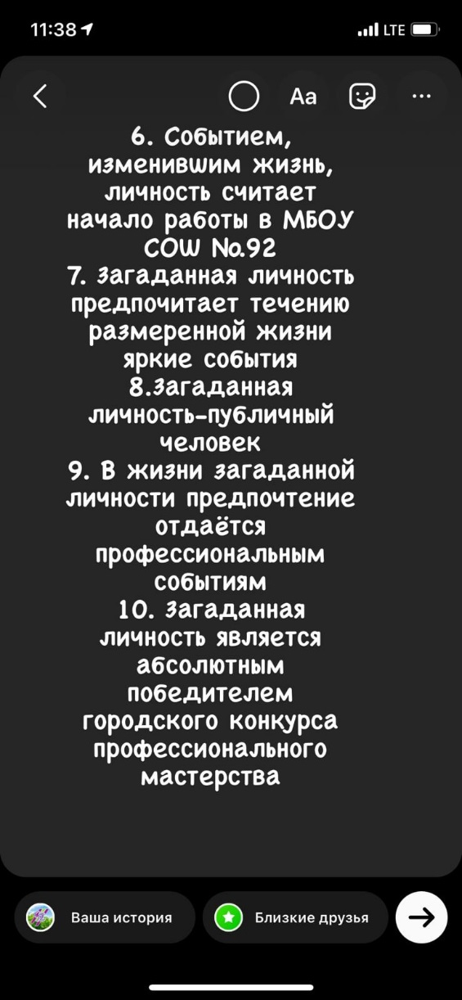 11:38
LTE
Aa
6. Событием,
изменившим жизнь,
личность считает
начало работы в МБОУ
СОШ No.92
7. Загаданная личность
предпочитает течению
размеренной жизни
яркие события
8.Загаданная
личность-публичный
человек
9. В жизни загаданной
личности предпочтение
отдаётся
профессиональным
событиям
10. Загаданная
личность является
абсолютным
победителем
городского конкурса
профессионального
мастерства
Ваша история
Близкие друзья